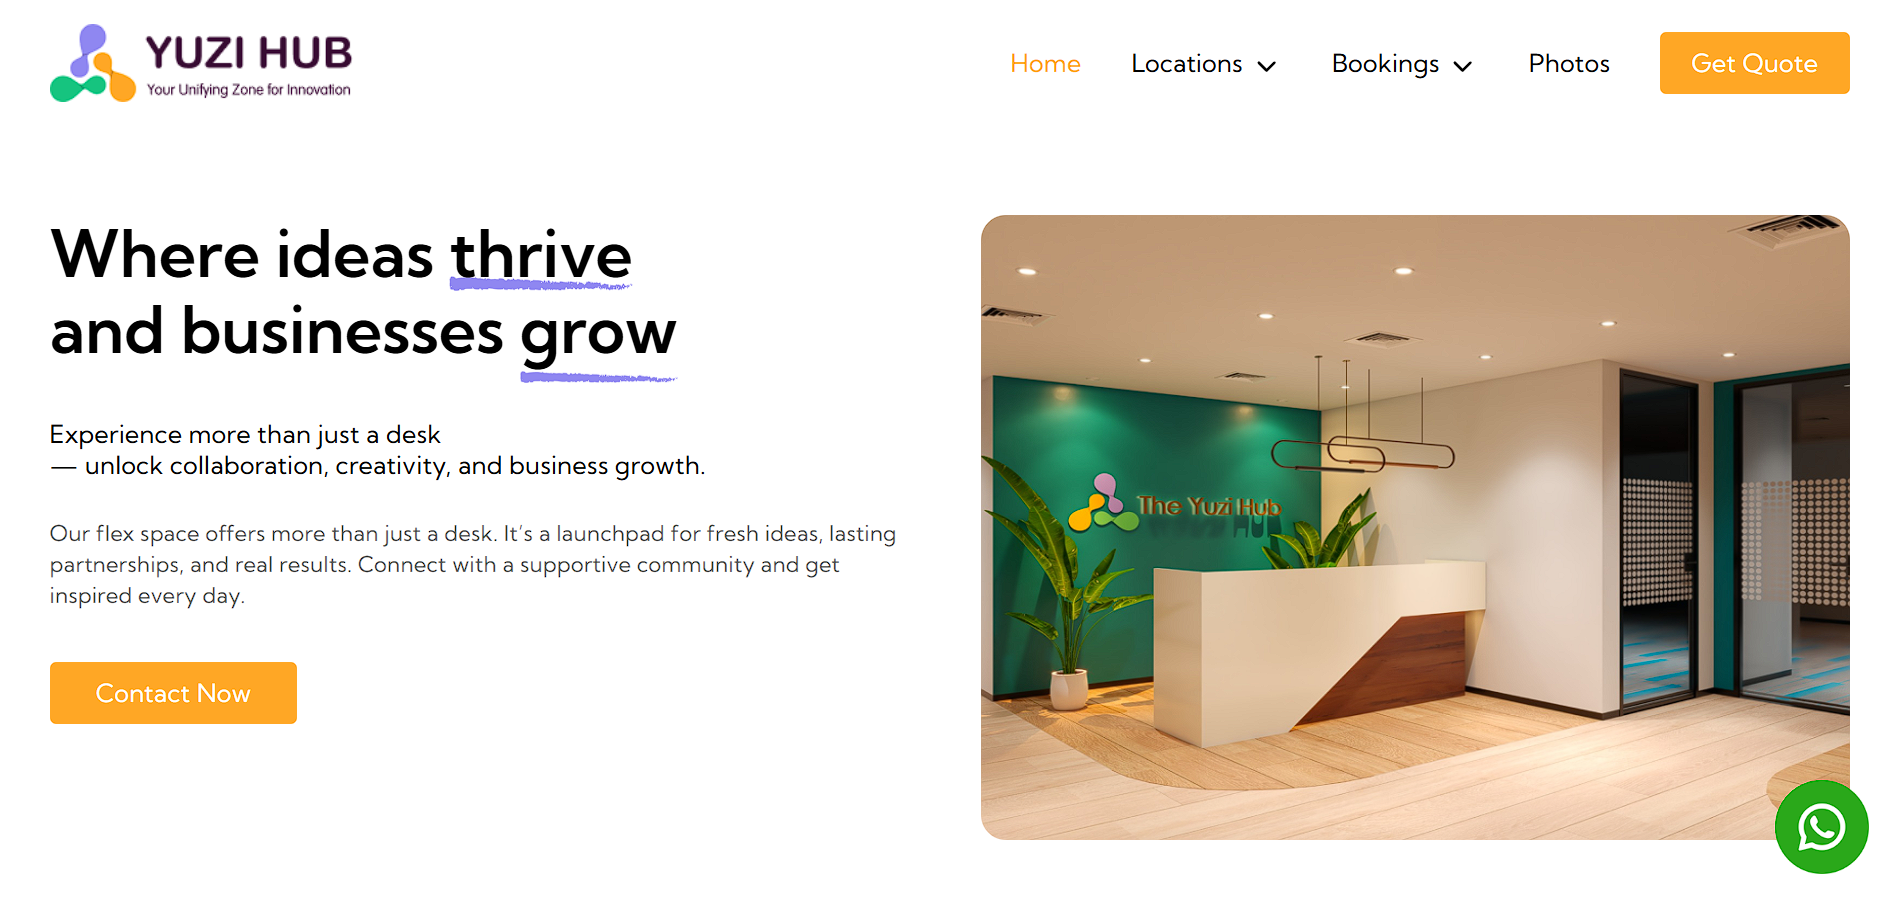 YUZI HUB
Your Unifying Zone for Innovation
Home
Locations
Bookings
Photos
Get Quote
Where ideas thrive
and businesses grow
Experience more than just a desk
— unlock collaboration, creativity, and business growth.
Our flex space offers more than just a desk. It's a launchpad for fresh ideas, lasting
partnerships, and real results. Connect with a supportive community and get
inspired every day.
Contact Now
The Yuzi Hub